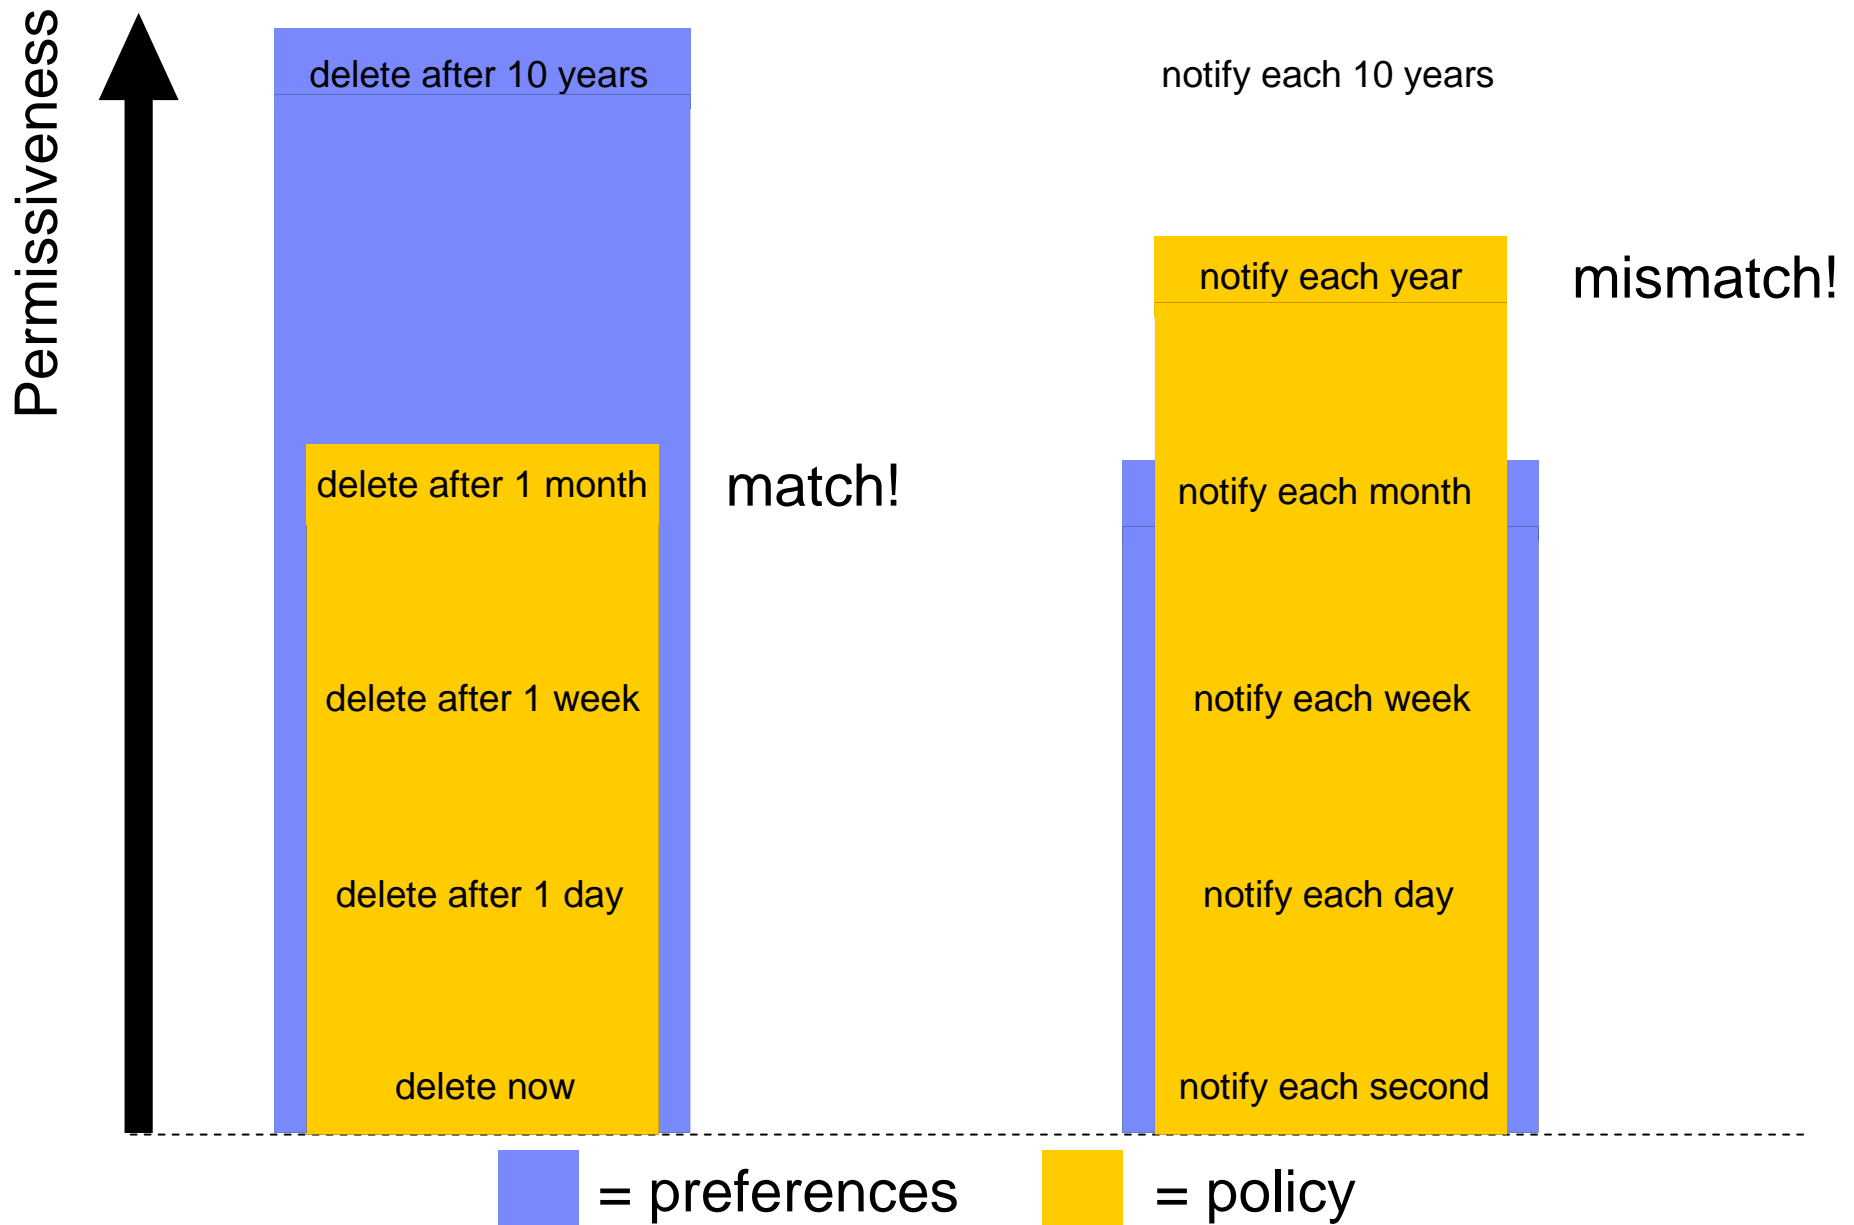 Permissiveness
delete after 10 years
delete after 1 month
match!
delete after 1 week
delete after 1 day
delete now
notify each 10 years
notify each year
mismatch!
notify each month
notify each week
notify each day
notify each second
= preferences
= policy